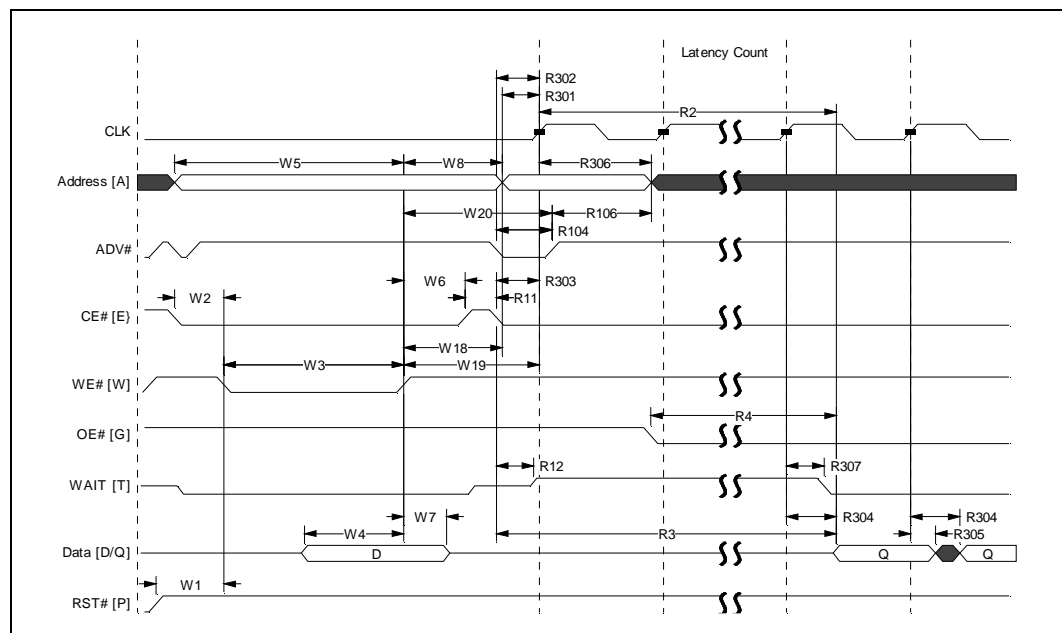 Latency Count
R302
R301
R2
CLK
W5
W8
R306
Address [A]
W20
R106
R104
ADV#
W6
R303
W2
R11
CE# [E}
W18
W3
W19
WE# [W]
R4
OE# [G]
R12
R307
WAIT [T]
W7
R304
R304
W4
R3
R305
Data [D/Q]
D
Q
Q
W1
RST# [P]